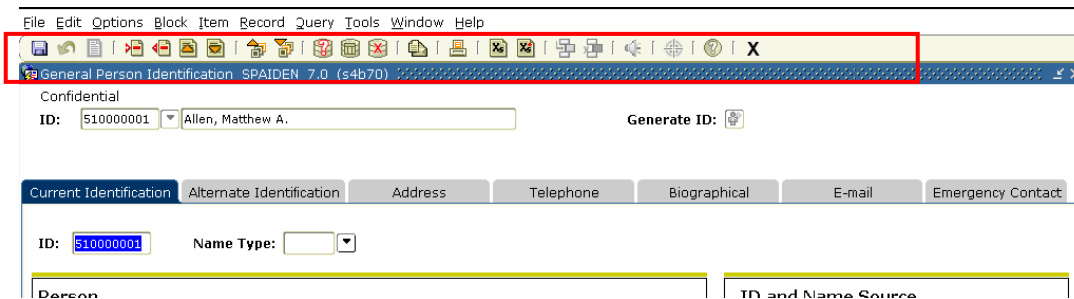 File Edit Options Block Item Record Query Tools Window Help
X
General Person Identification SPAIDEN 7.0 (s4b70)
Confidential
ID: 510000001 Allen, Matthew A. Generate ID:
Current Identification Alternate Identification Address Telephone Biographical E-mail Emergency Contact
ID: 510000001 Name Type:
Person ID and Name Source